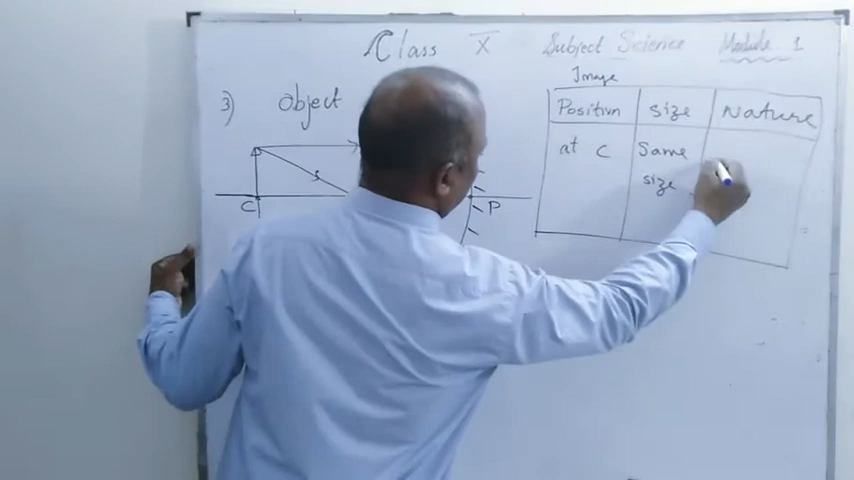 Class X Subject Science Module 1
3) Object
Image
Position size Nature
at C Same
size
C P